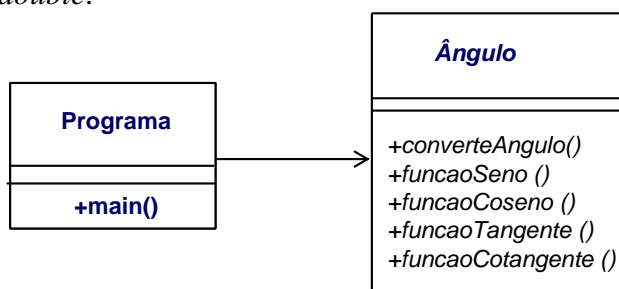 double.
Programa
+main()
Ângulo
+converteAngulo()
+funcaoSeno ()
+funcaoCoseno ()
+funcaoTangente ()
+funcaoCotangente ()